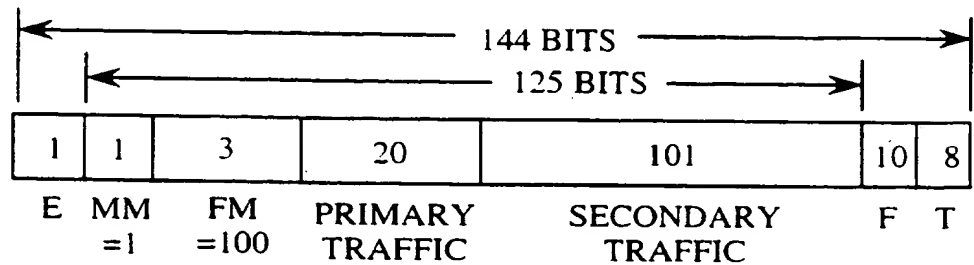 144 BITS
125 BITS
1 1 3 20 101 10 8
E MM FM PRIMARY SECONDARY F T
=1 =100 TRAFFIC TRAFFIC